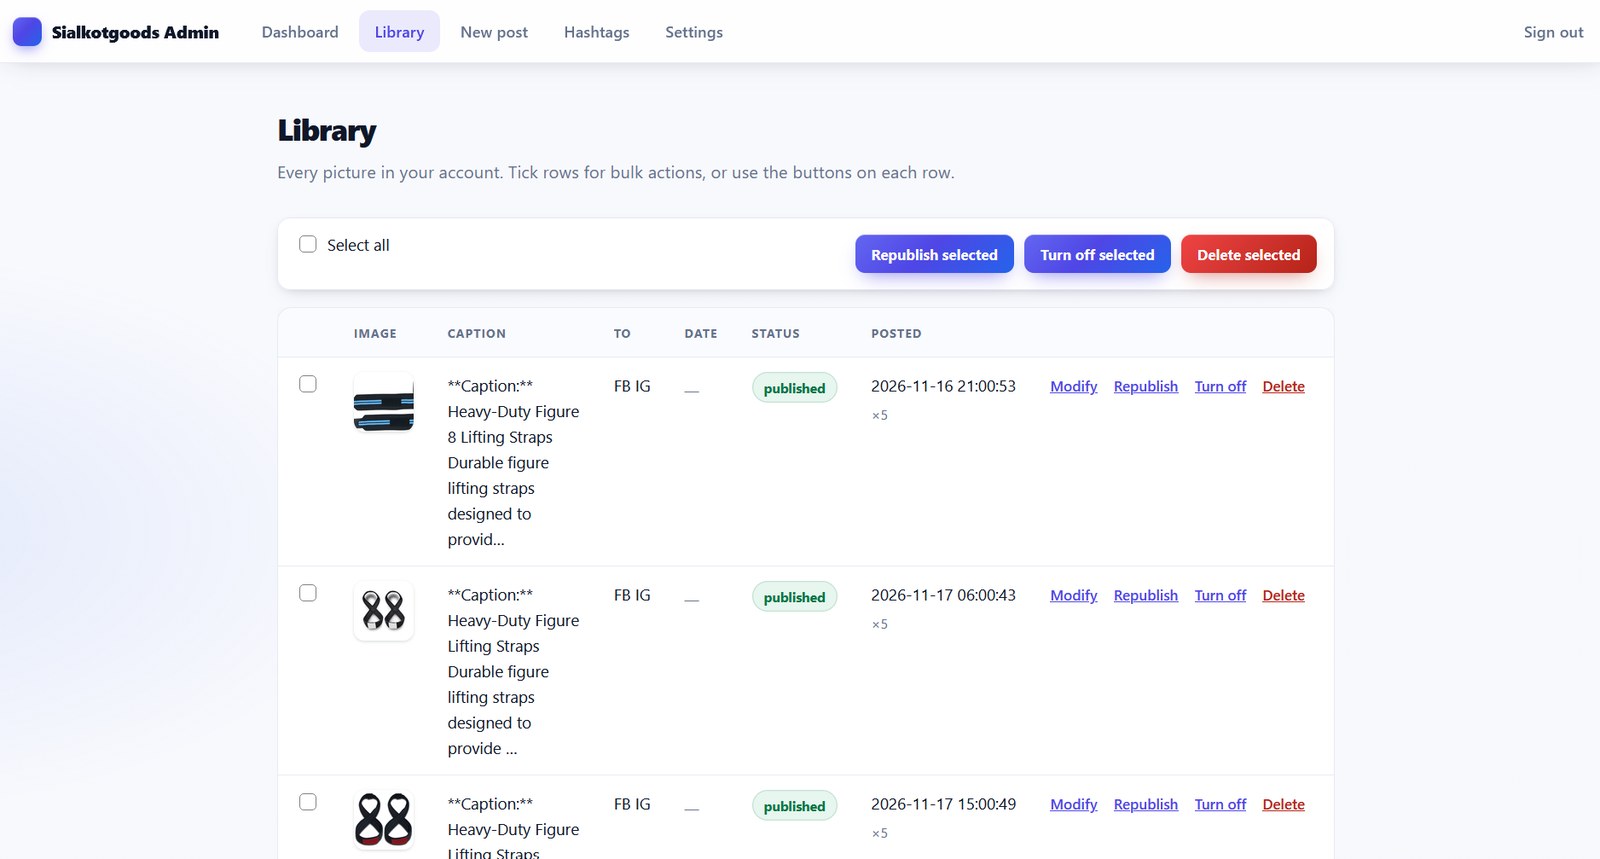 Sialkotgoods Admin Dashboard Library New post Hashtags Settings Sign out
Library
Every picture in your account. Tick rows for bulk actions, or use the buttons on each row.
Select all Republish selected Turn off selected Delete selected
IMAGE CAPTION TO DATE STATUS POSTED
**Caption:** FB IG __ published 2026-11-16 21:00:53 Modify Republish Turn off Delete
Heavy-Duty Figure ×5
8 Lifting Straps
Durable figure
lifting straps
designed to
provid...
**Caption:** FB IG __ published 2026-11-17 06:00:43 Modify Republish Turn off Delete
Heavy-Duty Figure ×5
Lifting Straps
Durable figure
lifting straps
designed to
provide ...
**Caption:** FB IG __ published 2026-11-17 15:00:49 Modify Republish Turn off Delete
Heavy-Duty Figure ×5
Lifting Straps